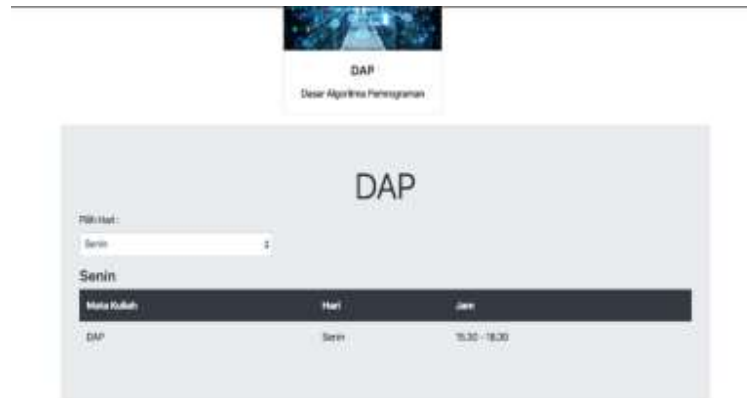 DAP
Dasar Algoritma Pemrograman
DAP
Pilih Hari :
Senin
Senin
Mata Kuliah Hari Jam
DAP Senin 15.30 - 18.30